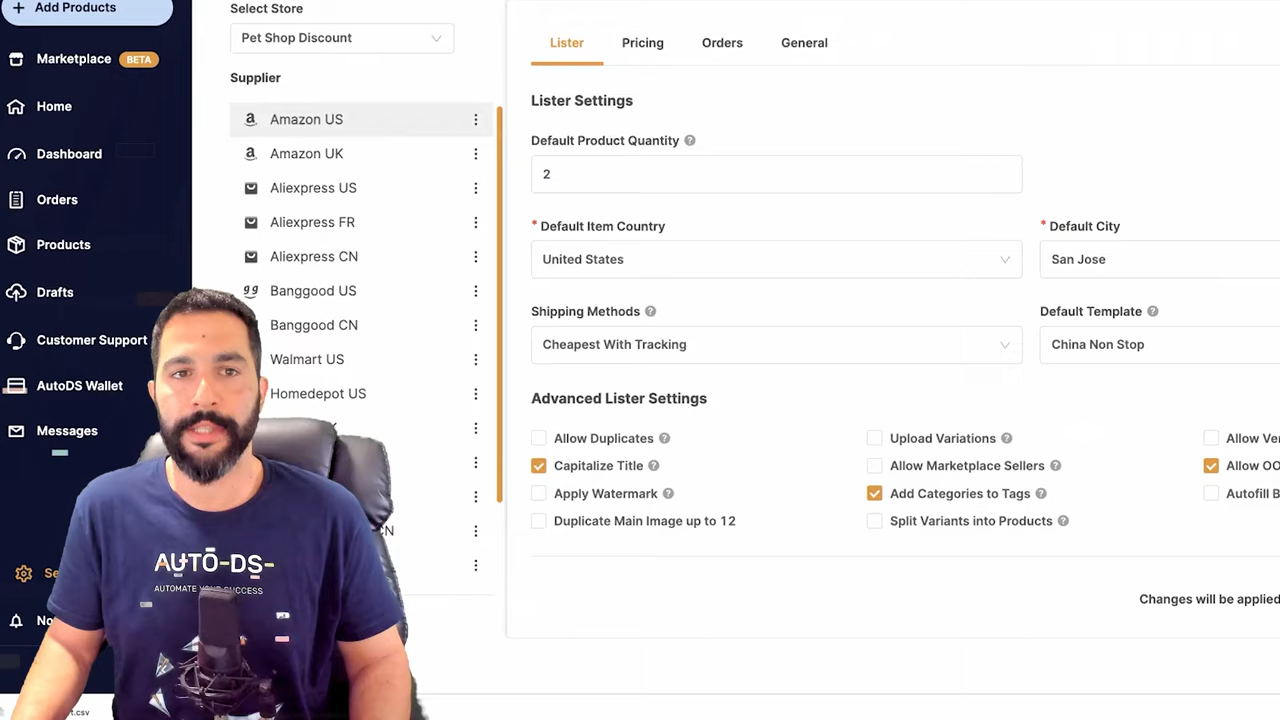 Add Products
Marketplace BETA
Home
Dashboard
Orders
Products
Drafts
Customer Support
AutoDS Wallet
Messages
Select Store
Pet Shop Discount
Supplier
Amazon US
Amazon UK
Aliexpress US
Aliexpress FR
Aliexpress CN
Banggood US
Banggood CN
Walmart US
Homedepot US
Lister Pricing Orders General
Lister Settings
Default Product Quantity
2
* Default Item Country
United States
* Default City
San Jose
Shipping Methods
Cheapest With Tracking
Default Template
China Non Stop
Advanced Lister Settings
Allow Duplicates
Capitalize Title
Apply Watermark
Duplicate Main Image up to 12
Upload Variations
Allow Marketplace Sellers
Add Categories to Tags
Split Variants into Products
Allow Ve
Allow OO
Autofill B
Changes will be applied
AUTO-DS-
AUTOMATE YOUR SUCCESS